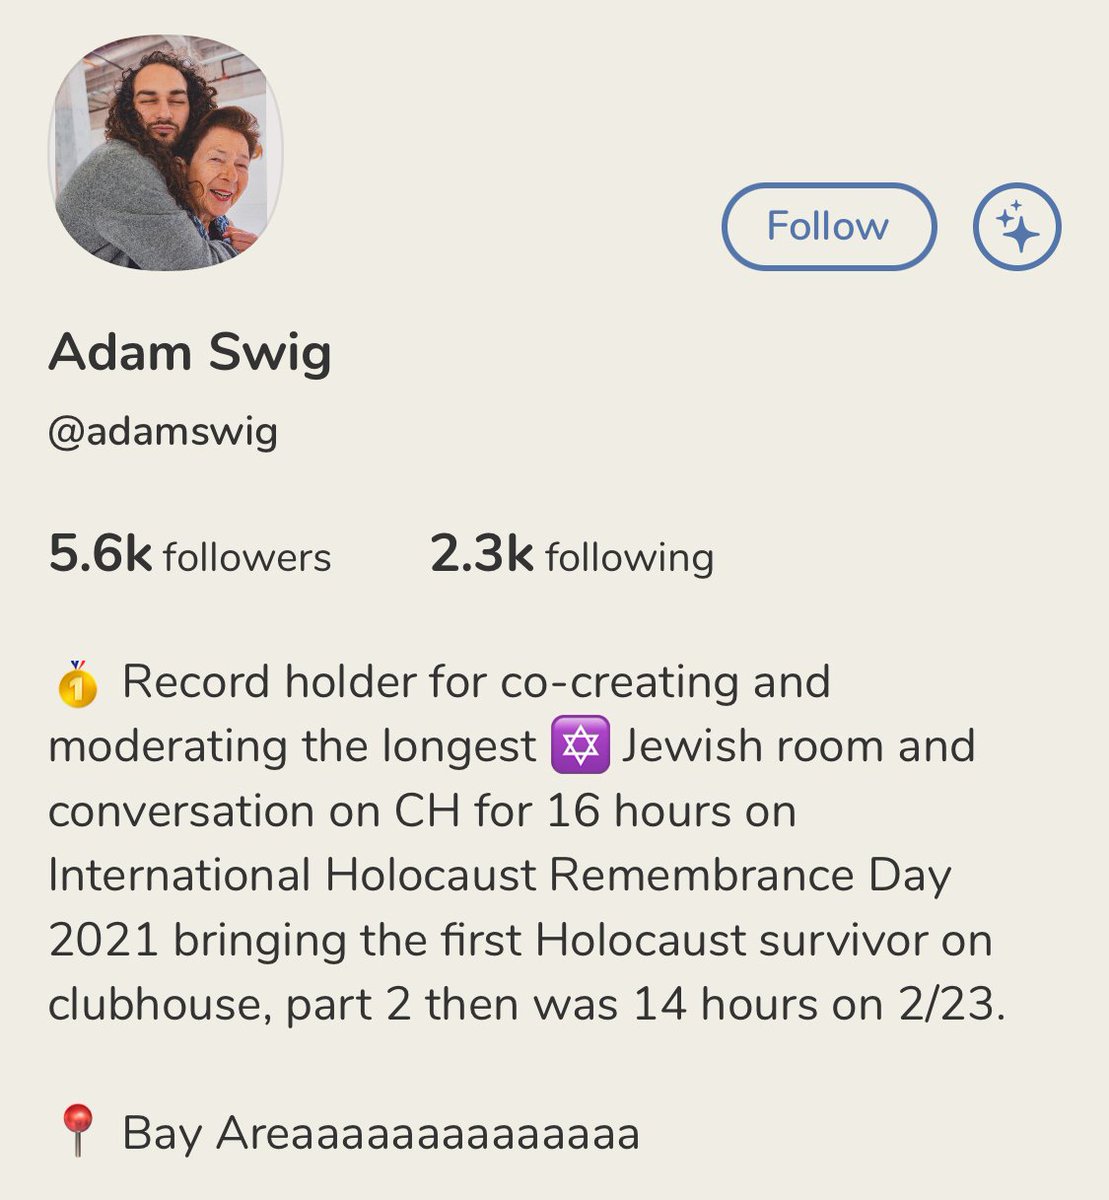 Follow
Adam Swig
@adamswig
5.6k followers 2.3k following
🥇 Record holder for co-creating and
moderating the longest 🔯 Jewish room and
conversation on CH for 16 hours on
International Holocaust Remembrance Day
2021 bringing the first Holocaust survivor on
clubhouse, part 2 then was 14 hours on 2/23.
📍 Bay Areaaaaaaaaaaaaaa